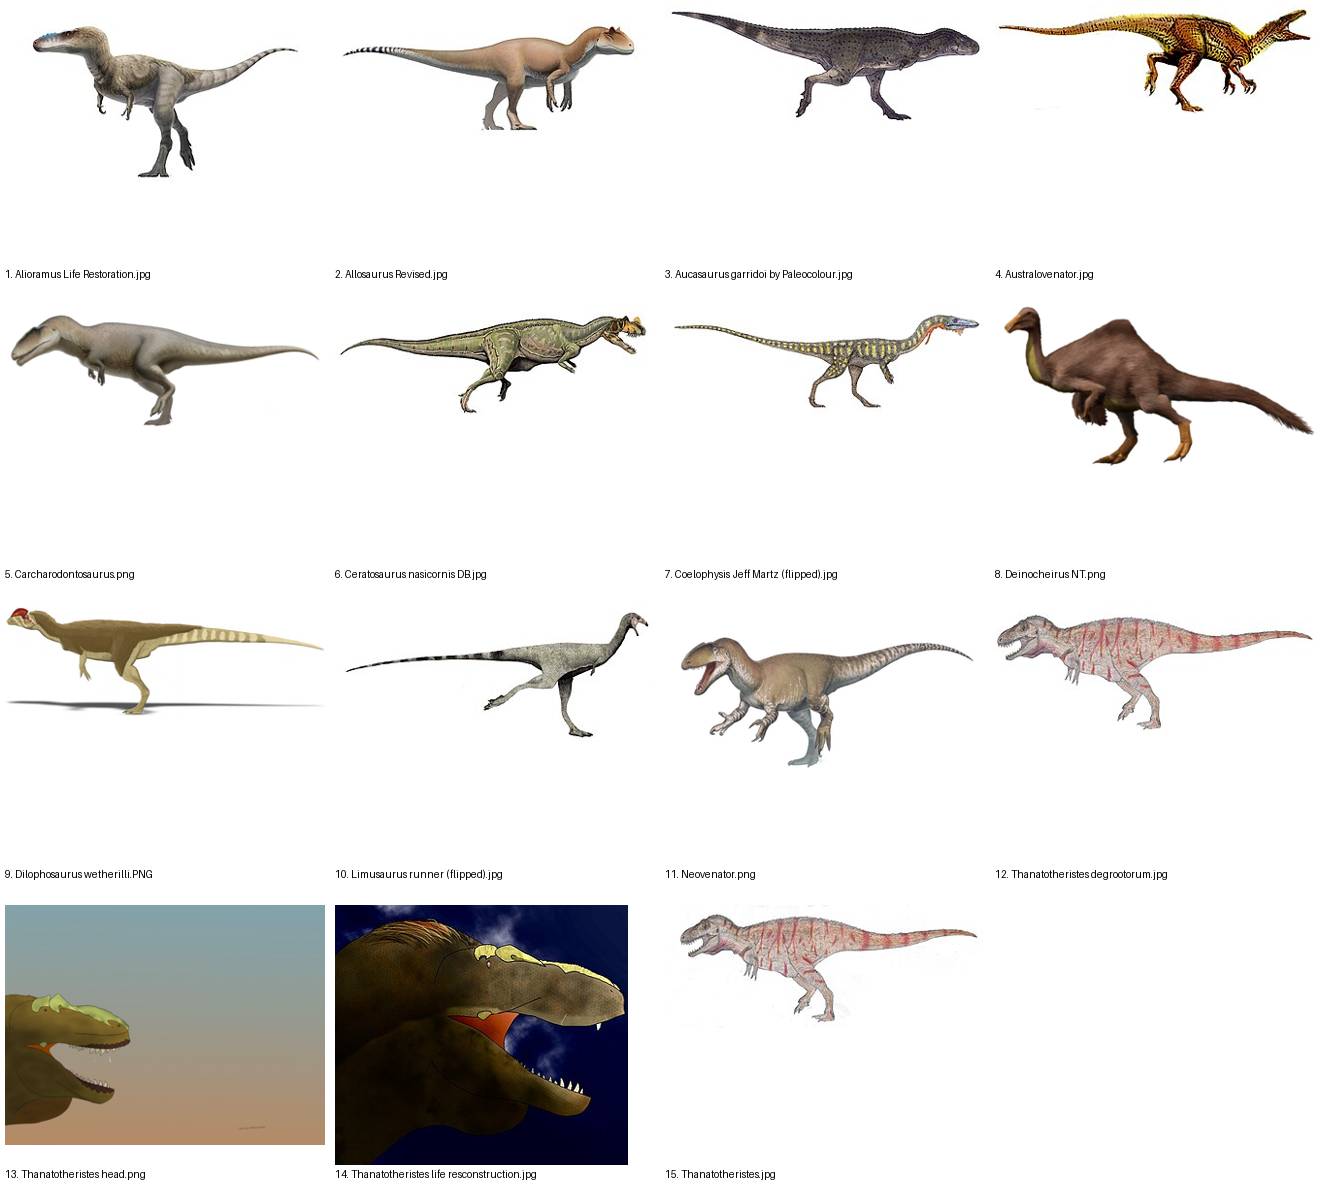 1. Alioramus Life Restoration.jpg
2. Allosaurus Revised.jpg
3. Aucasaurus garridoi by Paleocolour.jpg
4. Australovenator.jpg
5. Carcharodontosaurus.png
6. Ceratosaurus nasicornis DB.jpg
7. Coelophysis Jeff Martz (flipped).jpg
8. Deinocheirus NT.png
9. Dilophosaurus wetherilli.PNG
10. Limusaurus runner (flipped).jpg
11. Neovenator.png
12. Thanatotheristes degrootorum.jpg
13. Thanatotheristes head.png
14. Thanatotheristes life resconstruction.jpg
15. Thanatotheristes.jpg